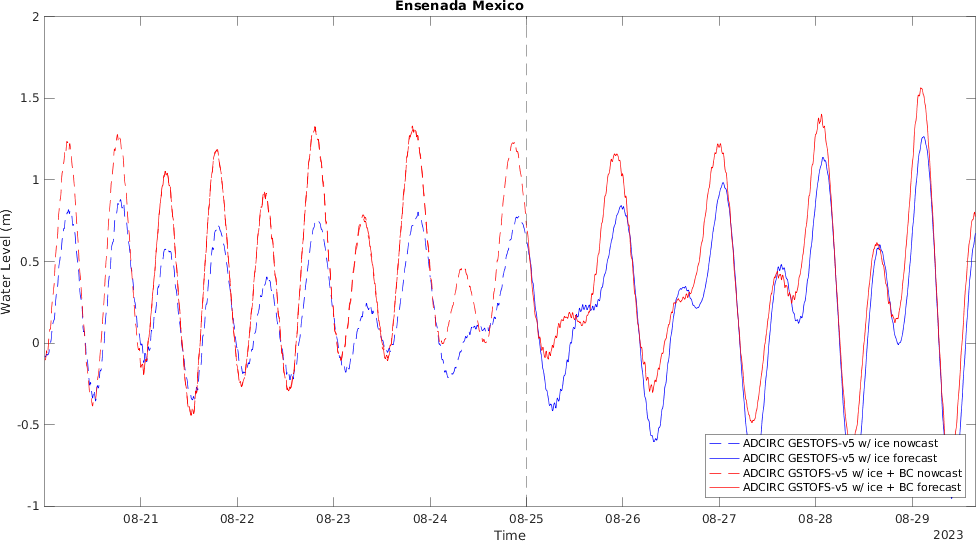 Ensenada Mexico
2
1.5
1
0.5
0
-0.5
-1
Water Level (m)
ADCIRC GESTOFS-v5 w/ ice nowcast
ADCIRC GESTOFS-v5 w/ ice forecast
ADCIRC GSTOFS-v5 w/ ice + BC nowcast
ADCIRC GSTOFS-v5 w/ ice + BC forecast
08-21 08-22 08-23 08-24 08-25 08-26 08-27 08-28 08-29
Time
2023